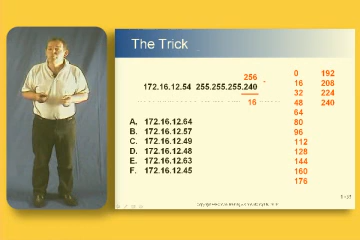 The Trick
256
-
172.16.12.54 255.255.255.240
16
A. 172.16.12.64
B. 172.16.12.57
C. 172.16.12.49
D. 172.16.12.48
E. 172.16.12.63
F. 172.16.12.45
0 192
16 208
32 224
48 240
64
80
96
112
128
144
160
176